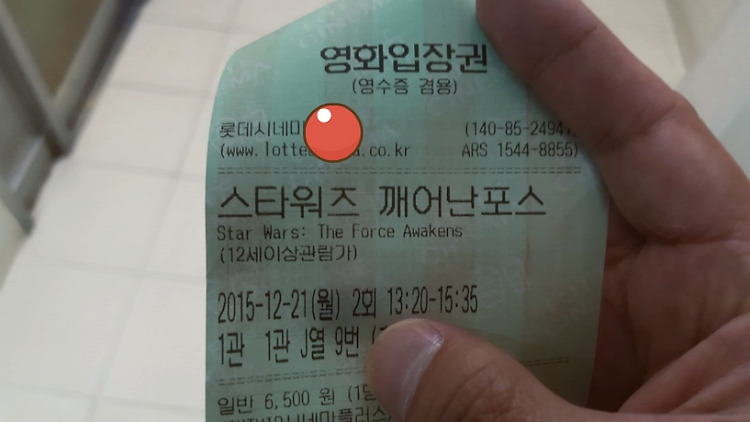 영화입장권
(영수증 겸용)
롯데시네마
(140-85-24947
(www.lotte
.co.kr
ARS 1544-8855)
스타워즈 깨어난포스
Star Wars: The Force Awakens
(12세이상관람가)
2015-12-21(월) 2회 13:20-15:35
1관 1관 J열 9번
일반 6,500 원 (1